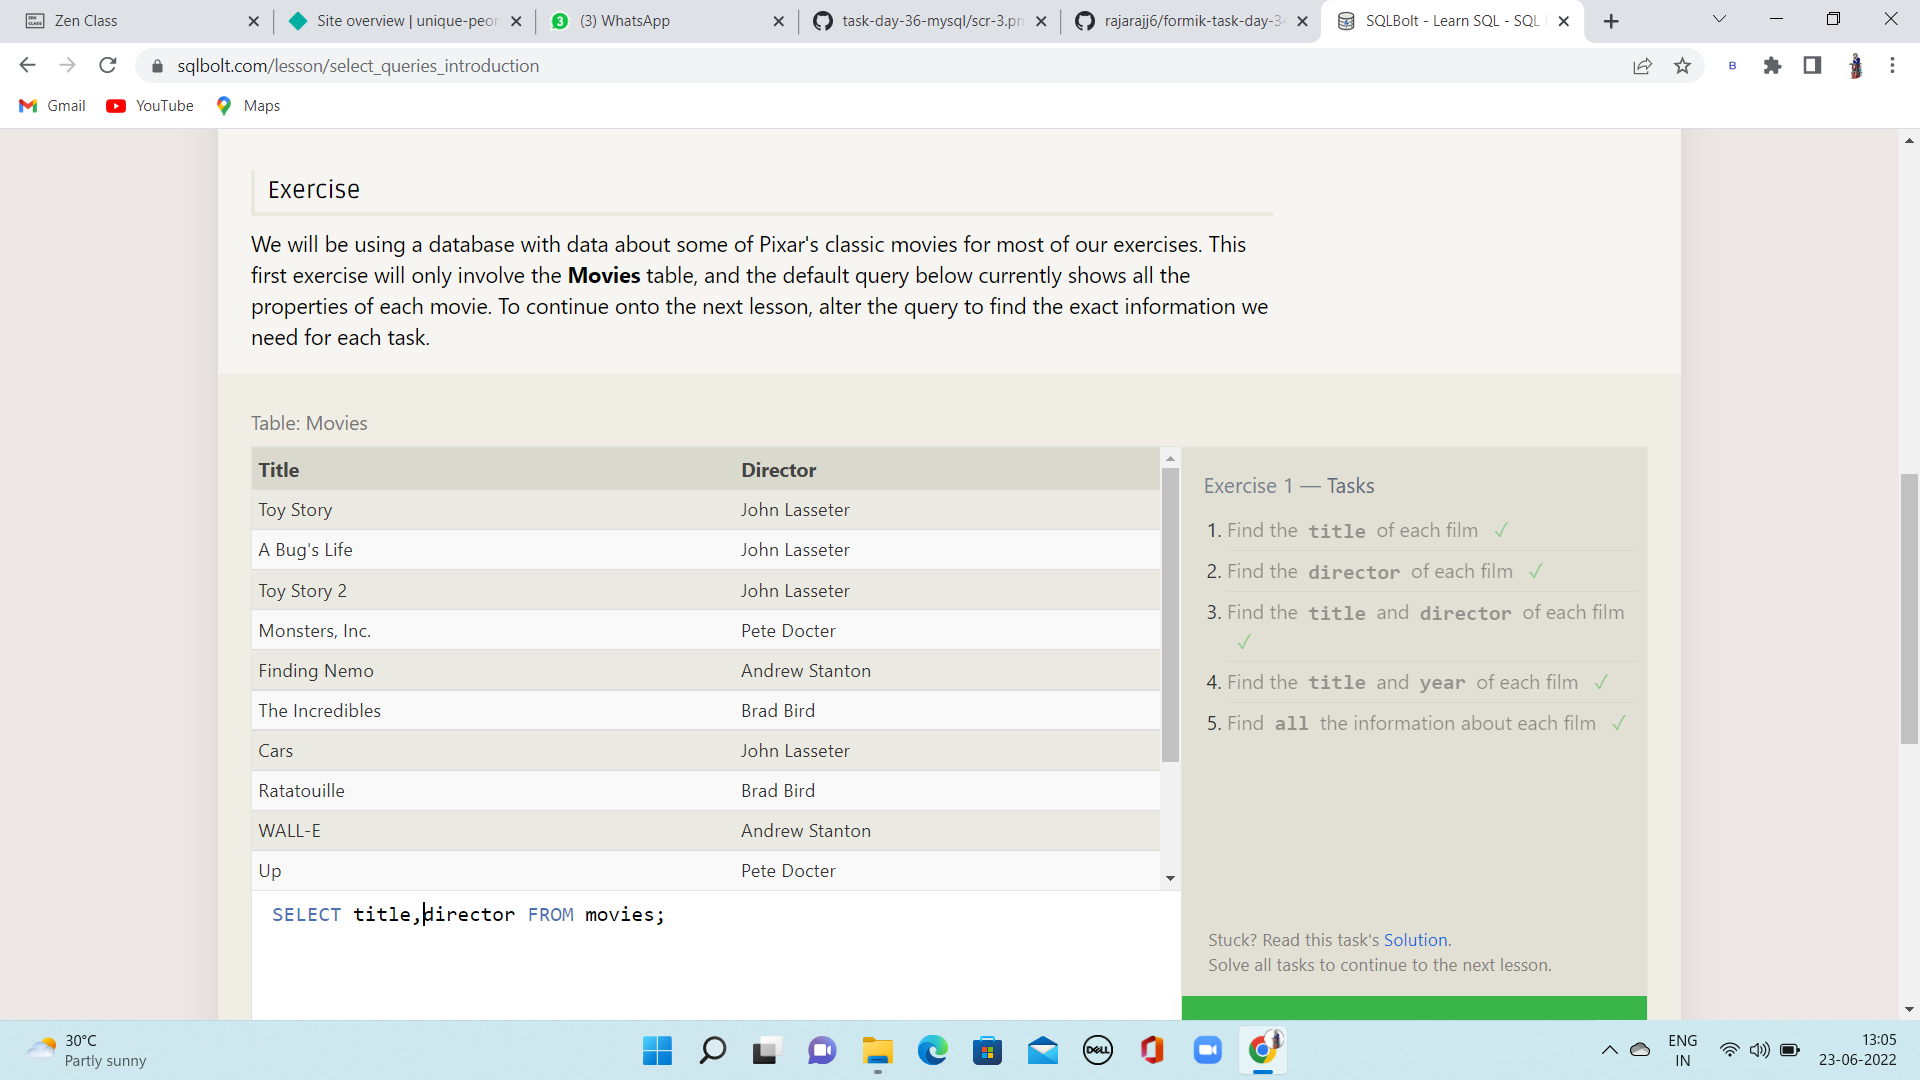 Zen Class
Site overview | unique-peor
(3) WhatsApp
task-day-36-mysql/scr-3.pn
rajarajj6/formik-task-day-34
SQLBolt - Learn SQL - SQL
sqlbolt.com/lesson/select_queries_introduction
Gmail
YouTube
Maps
Exercise
We will be using a database with data about some of Pixar's classic movies for most of our exercises. This
first exercise will only involve the Movies table, and the default query below currently shows all the
properties of each movie. To continue onto the next lesson, alter the query to find the exact information we
need for each task.
Table: Movies
Title Director
Toy Story John Lasseter
A Bug's Life John Lasseter
Toy Story 2 John Lasseter
Monsters, Inc. Pete Docter
Finding Nemo Andrew Stanton
The Incredibles Brad Bird
Cars John Lasseter
Ratatouille Brad Bird
WALL-E Andrew Stanton
Up Pete Docter
SELECT title,director FROM movies;
Exercise 1 — Tasks
1. Find the title of each film ✓
2. Find the director of each film ✓
3. Find the title and director of each film
✓
4. Find the title and year of each film ✓
5. Find all the information about each film ✓
Stuck? Read this task's Solution.
Solve all tasks to continue to the next lesson.
30°C
Partly sunny
DELL
ENG
IN
13:05
23-06-2022